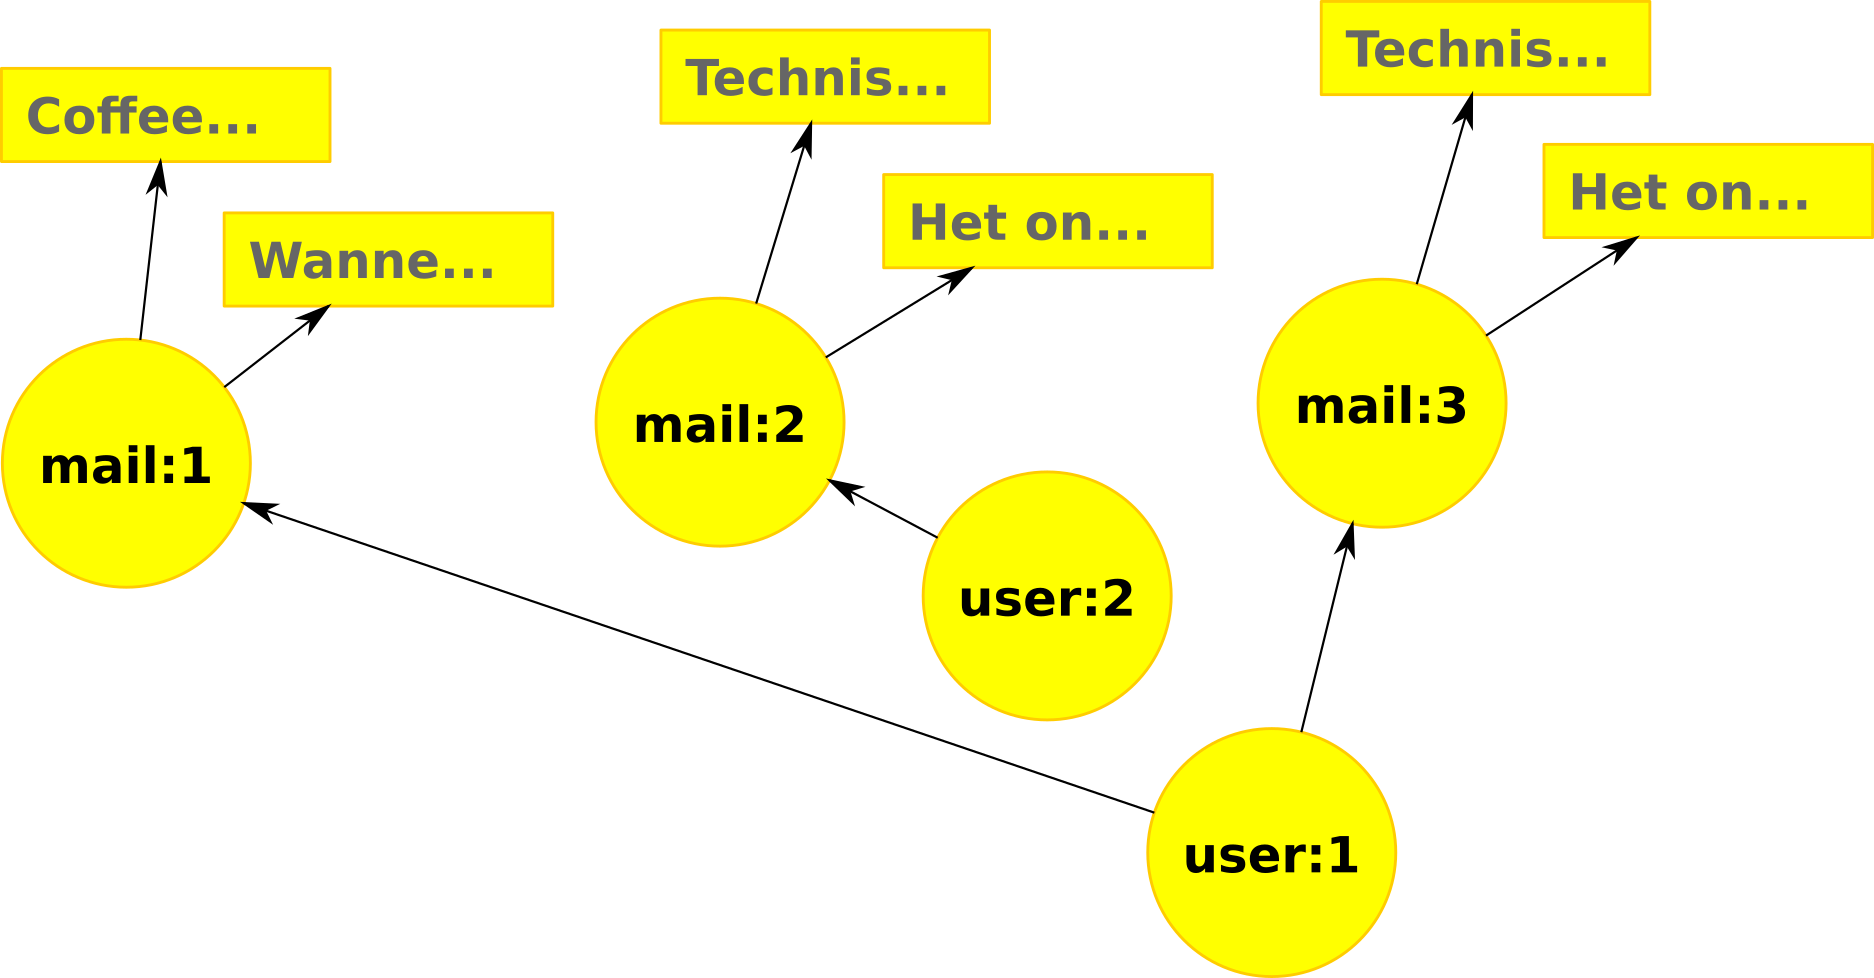 Technis...
Technis...
Coffee...
Het on...
Het on...
Wanne...
mail:3
mail:2
mail:1
user:2
user:1